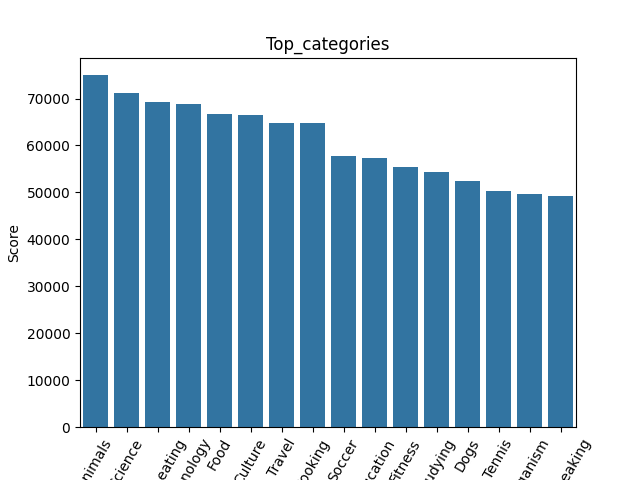 Top_categories
Score
70000
60000
50000
40000
30000
20000
10000
0
nimals
cience
eating
nology
Food
Culture
Travel
ooking
Soccer
cation
Fitness
udying
Dogs
Tennis
ganism
eaking